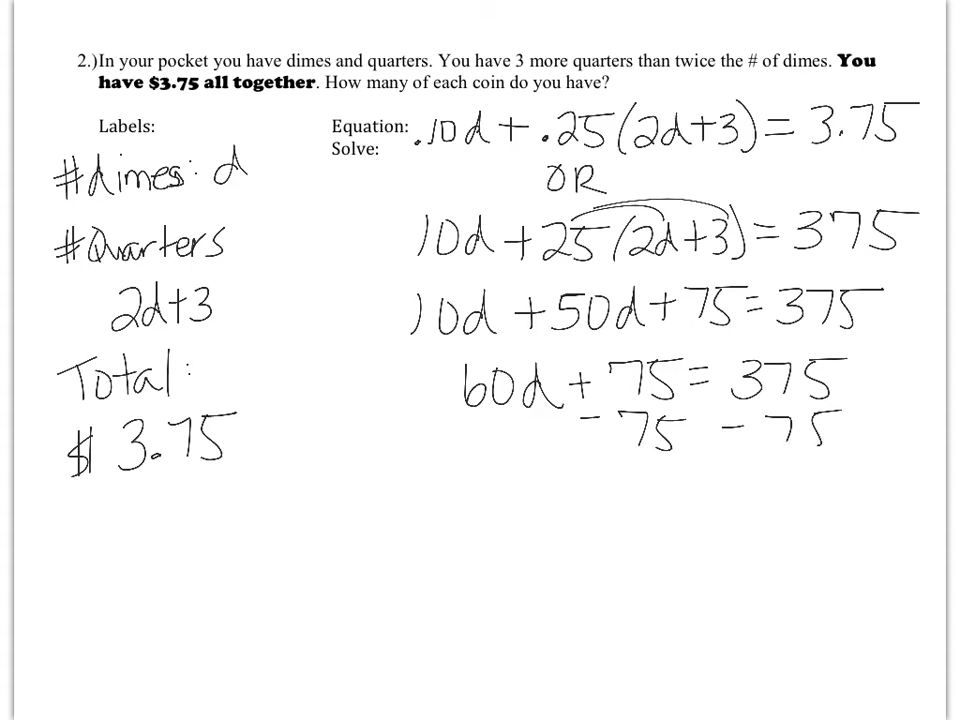 2.)In your pocket you have dimes and quarters. You have 3 more quarters than twice the # of dimes. You
have $3.75 all together. How many of each coin do you have?
Labels:
#dimes: d
#Quarters
2d+3
Total:
$ 3.75
Equation: .10d + .25(2d+3) = 3.75
Solve:
OR
10d + 25(2d+3) = 375
10d + 50d + 75 = 375
60d + 75 = 375
- 75 - 75